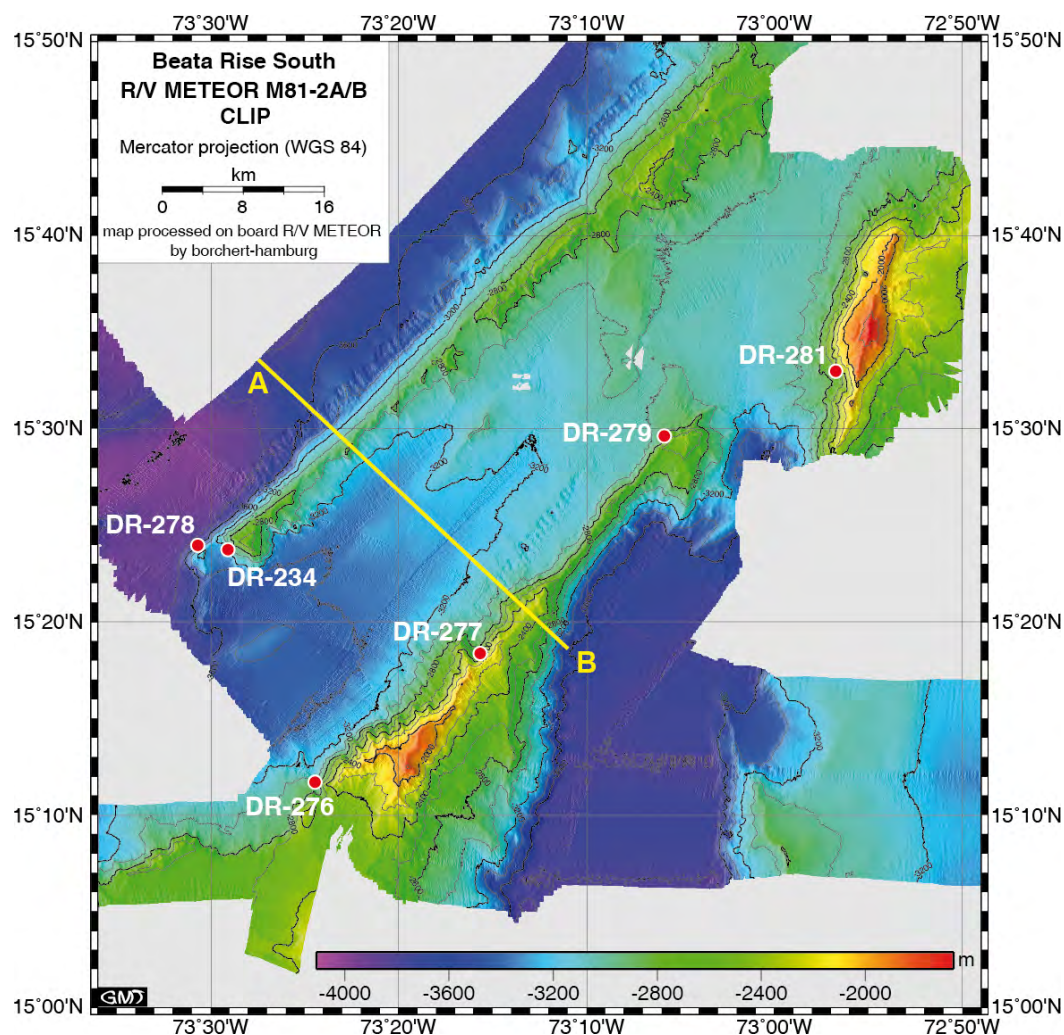 73°30'W 73°20'W 73°10'W 73°00'W 72°50'W
15°50'N 15°50'N
Beata Rise South
R/V METEOR M81-2A/B
CLIP
Mercator projection (WGS 84)
km
0 8 16
map processed on board R/V METEOR
by borchert-hamburg
15°40'N 15°40'N
DR-281
A
15°30'N 15°30'N
DR-279
DR-278
DR-234
15°20'N 15°20'N
DR-277
B
15°10'N 15°10'N
DR-276
m
-4000 -3600 -3200 -2800 -2400 -2000
GMT
15°00'N 15°00'N
73°30'W 73°20'W 73°10'W 73°00'W 72°50'W